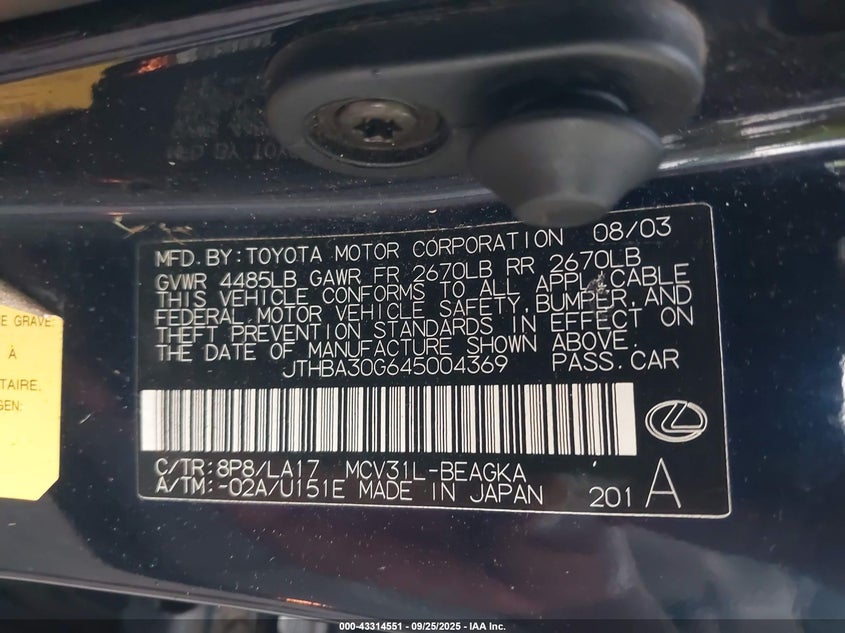 MFD. BY: TOYOTA MOTOR CORPORATION 08/03
GVWR 4485LB GAWR FR 2670LB RR 2670LB
THIS VEHICLE CONFORMS TO ALL APPLICABLE
FEDERAL MOTOR VEHICLE SAFETY, BUMPER, AND
THEFT PREVENTION STANDARDS IN EFFECT ON
THE DATE OF MANUFACTURE SHOWN ABOVE.
JTHBA30G645004369 PASS. CAR
C/TR: 8P8/LA17 MCV31L-BEAGKA
A/TM: -02A/U151E MADE IN JAPAN 201 A
E GRAVE
À
TAIRE.
GEN:
000-43314551 - 09/25/2025 - IAA Inc.